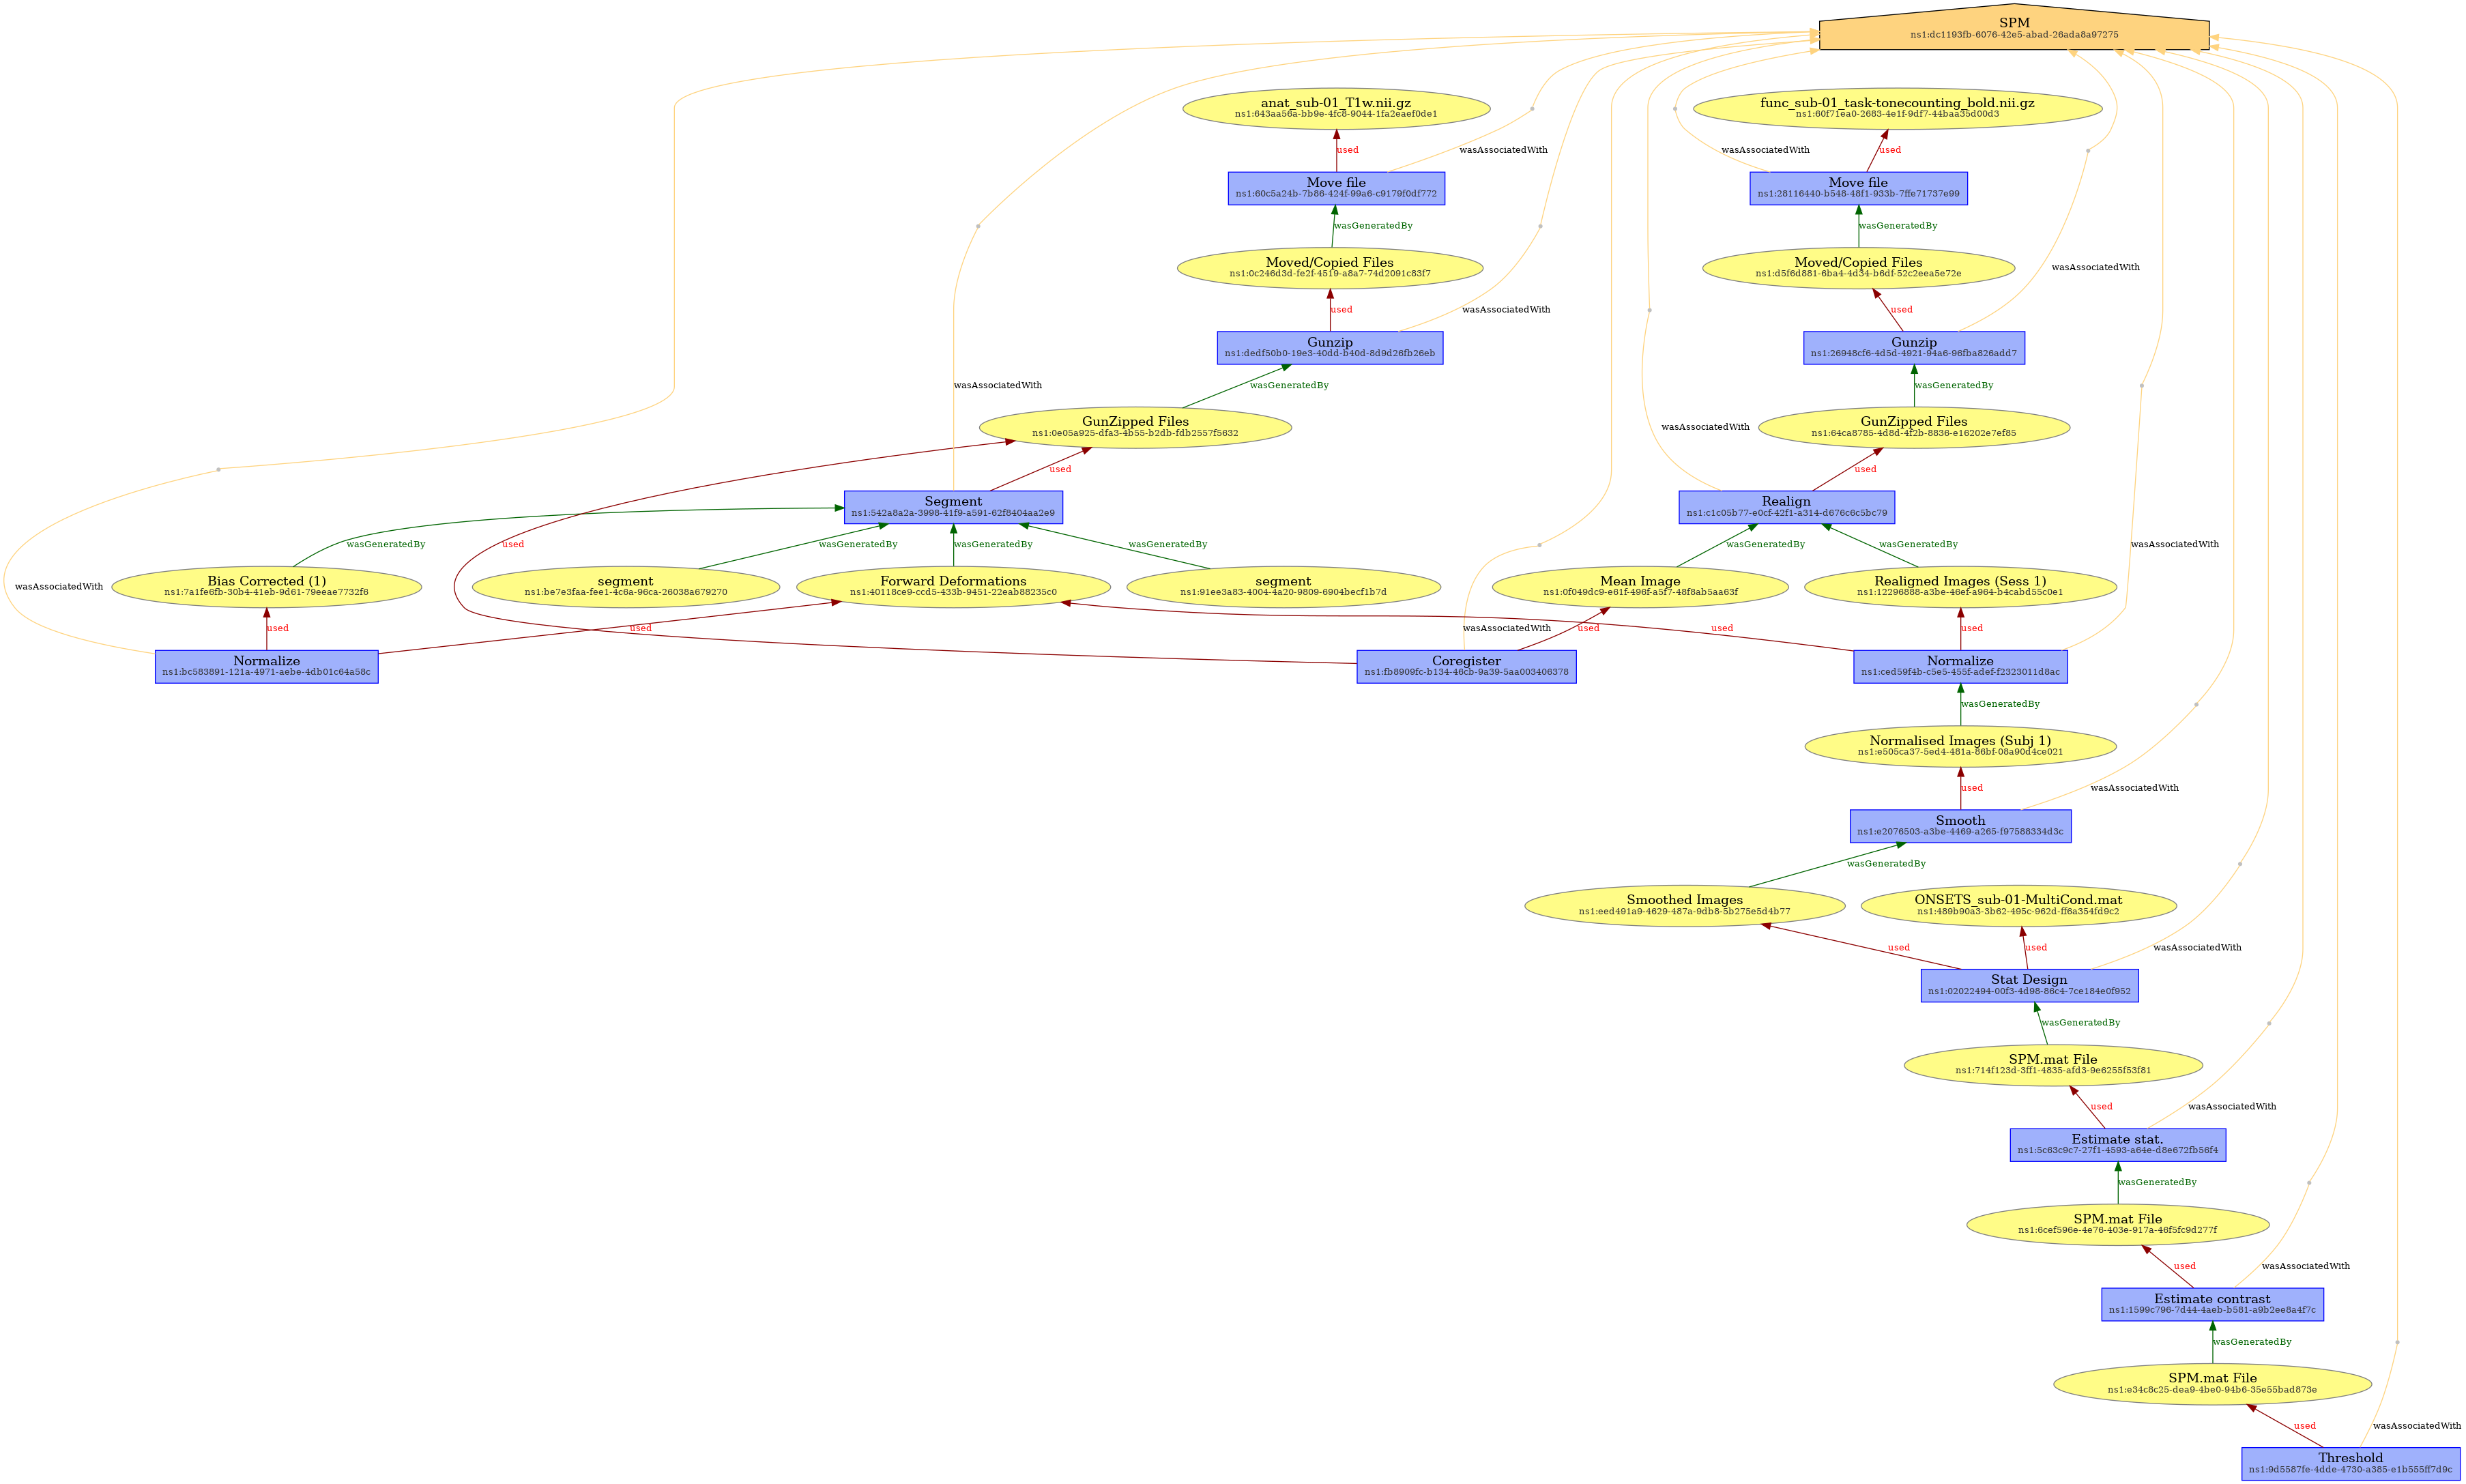 SPM
ns1:dc1193fb-6076-42e5-abad-26ada8a97275
anat_sub-01_T1w.nii.gz
ns1:643aa56a-bb9e-4fc8-9044-1fa2eaef0de1
func_sub-01_task-tonecounting_bold.nii.gz
ns1:60f71ea0-2683-4e1f-9df7-44baa35d00d3
used
wasAssociatedWith
wasAssociatedWith
used
Move file
ns1:60c5a24b-7b86-424f-99a6-c9179f0df772
Move file
ns1:28116440-b548-48f1-933b-7ffe71737e99
wasGeneratedBy
wasGeneratedBy
Moved/Copied Files
ns1:0c246d3d-fe2f-4519-a8a7-74d2091c83f7
Moved/Copied Files
ns1:d5f6d881-6ba4-4d34-b6df-52c2eea5e72e
wasAssociatedWith
used
wasAssociatedWith
used
Gunzip
ns1:dedf50b0-19e3-40dd-b40d-8d9d26fb26eb
Gunzip
ns1:26948cf6-4d5d-4921-94a6-96fba826add7
wasAssociatedWith
wasGeneratedBy
wasGeneratedBy
GunZipped Files
ns1:0e05a925-dfa3-4b55-b2db-fdb2557f5632
wasAssociatedWith
GunZipped Files
ns1:64ca8785-4d8d-4f2b-8836-e16202e7ef85
used
used
Segment
ns1:542a8a2a-3998-41f9-a591-62f8404aa2e9
Realign
ns1:c1c05b77-e0cf-42f1-a314-d676c6c5bc79
wasGeneratedBy
used
wasGeneratedBy
wasGeneratedBy
wasGeneratedBy
wasGeneratedBy
wasGeneratedBy
wasAssociatedWith
wasAssociatedWith
Bias Corrected (1)
ns1:7a1fe6fb-30b4-41eb-9d61-79eeae7732f6
segment
ns1:be7e3faa-fee1-4c6a-96ca-26038a679270
Forward Deformations
ns1:40118ce9-ccd5-433b-9451-22eab88235c0
segment
ns1:91ee3a83-4004-4a20-9809-6904becf1b7d
Mean Image
ns1:0f049dc9-e61f-496f-a5f7-48f8ab5aa63f
Realigned Images (Sess 1)
ns1:12296888-a3be-46ef-a964-b4cabd55c0e1
used
used
wasAssociatedWith
used
used
used
Normalize
ns1:bc583891-121a-4971-aebe-4db01c64a58c
Coregister
ns1:fb8909fc-b134-46cb-9a39-5aa003406378
Normalize
ns1:ced59f4b-c5e5-455f-adef-f2323011d8ac
wasGeneratedBy
Normalised Images (Subj 1)
ns1:e505ca37-5ed4-481a-86bf-08a90d4ce021
used
wasAssociatedWith
Smooth
ns1:e2076503-a3be-4469-a265-f97588334d3c
wasGeneratedBy
Smoothed Images
ns1:eed491a9-4629-487a-9db8-5b275e5d4b77
ONSETS_sub-01-MultiCond.mat
ns1:489b90a3-3b62-495c-962d-ff6a354fd9c2
used
used
wasAssociatedWith
Stat Design
ns1:02022494-00f3-4d98-86c4-7ce184e0f952
wasGeneratedBy
SPM.mat File
ns1:714f123d-3ff1-4835-afd3-9e6255f53f81
used
wasAssociatedWith
Estimate stat.
ns1:5c63c9c7-27f1-4593-a64e-d8e672fb56f4
wasGeneratedBy
SPM.mat File
ns1:6cef596e-4e76-403e-917a-46f5fc9d277f
used
wasAssociatedWith
Estimate contrast
ns1:1599c796-7d44-4aeb-b581-a9b2ee8a4f7c
wasGeneratedBy
SPM.mat File
ns1:e34c8c25-dea9-4be0-94b6-35e55bad873e
used
wasAssociatedWith
Threshold
ns1:9d5587fe-4dde-4730-a385-e1b555ff7d9c